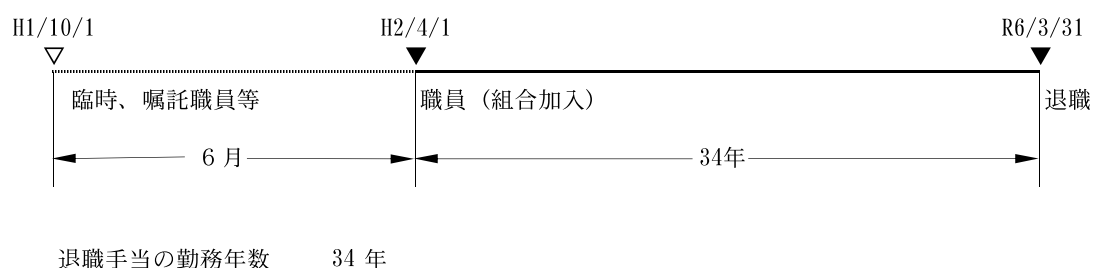 H1/10/1 H2/4/1 R6/3/31
臨時、嘱託職員等 職員（組合加入） 退職
6 月 34年
退職手当の勤務年数 34 年